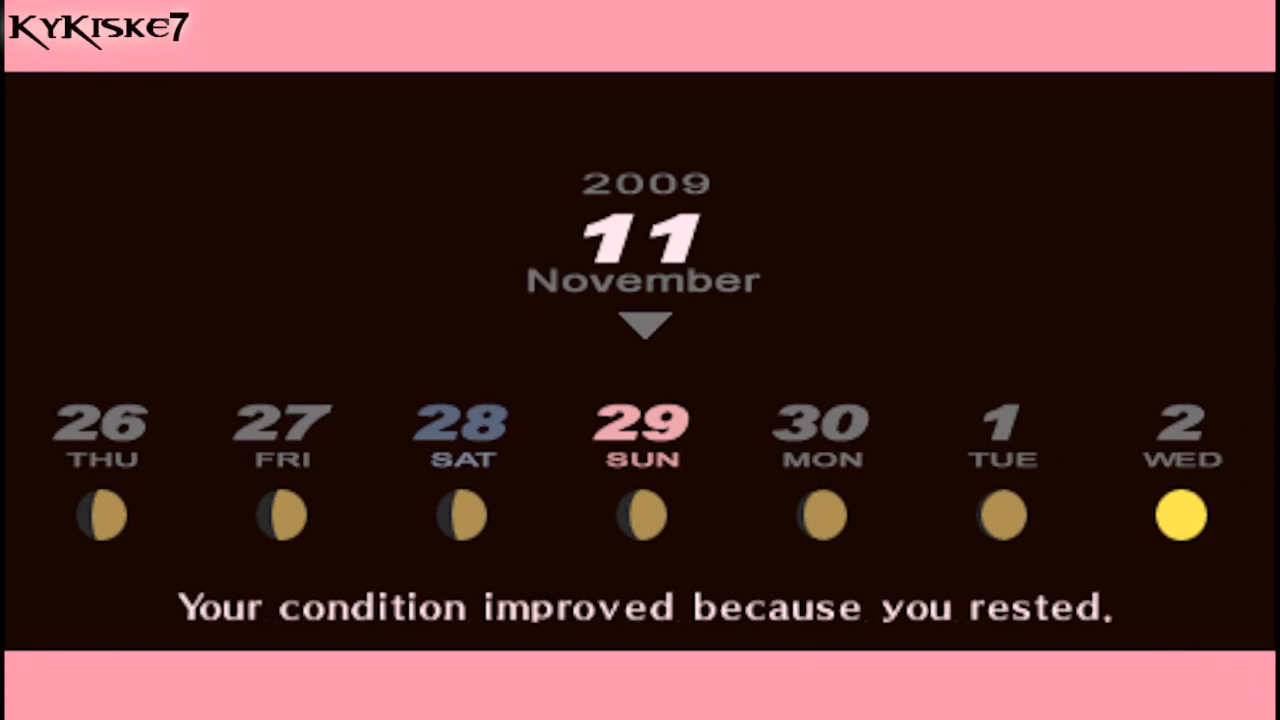 KyKiske7
2009
11
November
26 27 28 29 30 1 2
THU FRI SAT SUN MON TUE WED
Your condition improved because you rested.